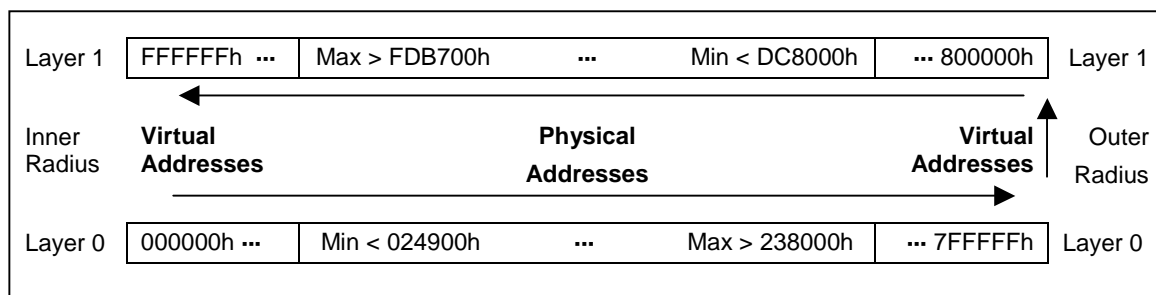 Layer 1 FFFFFFh ... Max > FDB700h ... Min < DC8000h ... 800000h Layer 1
Inner Virtual Physical Virtual Outer
Radius Addresses Addresses Addresses Radius
Layer 0 000000h ... Min < 024900h ... Max > 238000h ... 7FFFFFh Layer 0